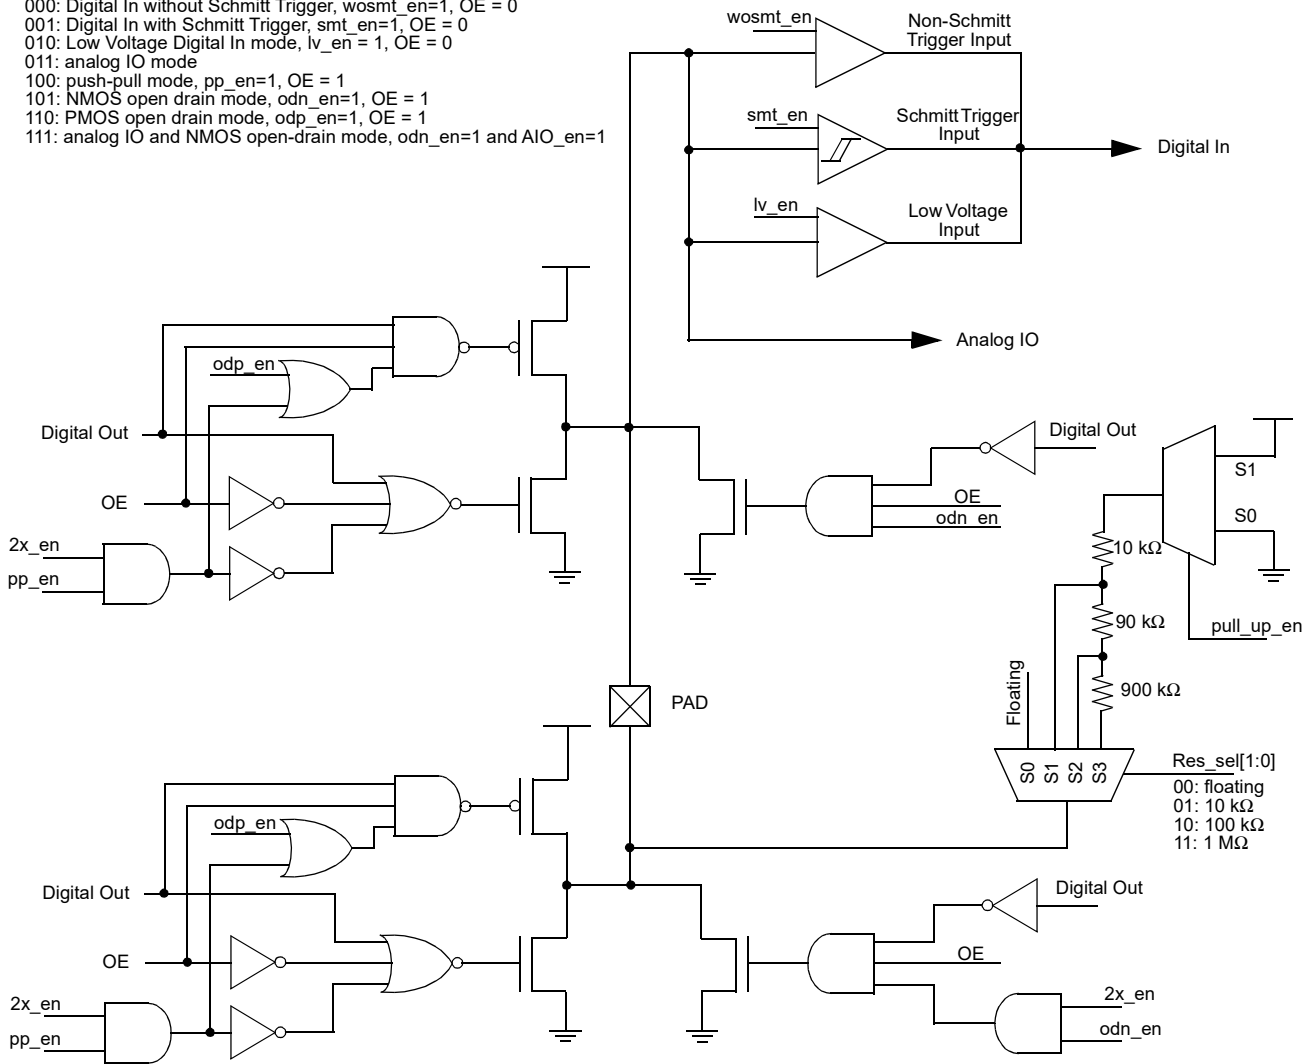 000: Digital In without Schmitt Trigger, wosmt_en=1, OE = 0
001: Digital In with Schmitt Trigger, smt_en=1, OE = 0
010: Low Voltage Digital In mode, lv_en = 1, OE = 0
011: analog IO mode
100: push-pull mode, pp_en=1, OE = 1
101: NMOS open drain mode, odn_en=1, OE = 1
110: PMOS open drain mode, odp_en=1, OE = 1
111: analog IO and NMOS open-drain mode, odn_en=1 and AIO_en=1
wosmt_en
Non-Schmitt
Trigger Input
smt_en
Schmitt Trigger
Input
Digital In
lv_en
Low Voltage
Input
Analog IO
odp_en
Digital Out
OE
2x_en
pp_en
Digital Out
OE
odn_en
S1
S0
10 kΩ
90 kΩ
pull_up_en
900 kΩ
Floating
PAD
S0
S1
S2
S3
Res_sel[1:0]
00: floating
01: 10 kΩ
10: 100 kΩ
11: 1 MΩ
odp_en
Digital Out
OE
2x_en
pp_en
Digital Out
OE
2x_en
odn_en